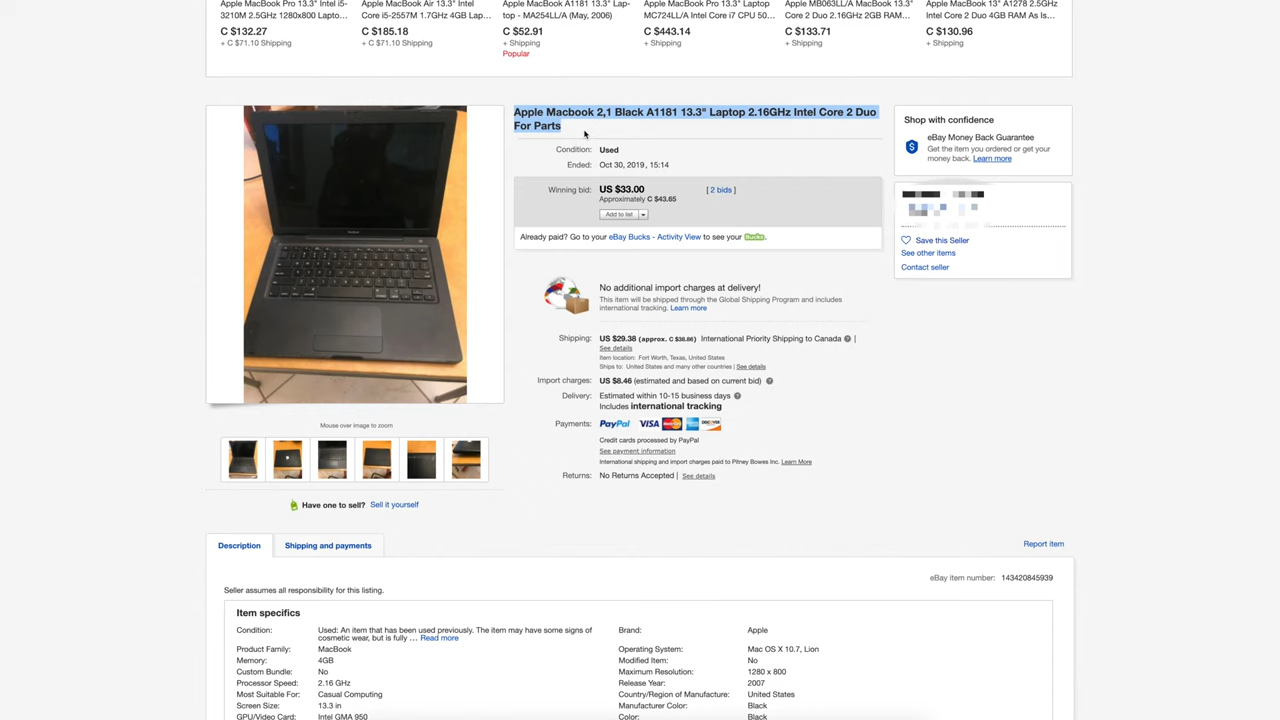 Apple MacBook Pro 13.3" Intel i5-
3210M 2.5GHz 1280x800 Laptop...
C $132.27
+ C $71.10 Shipping
Apple MacBook Air 13.3" Intel
Core i5-2557M 1.7GHz 4GB Lap...
C $185.18
+ C $71.10 Shipping
Apple MacBook A1181 13.3" Lap-
top - MA254LL/A (May, 2006)
C $52.91
+ Shipping
Popular
Apple MacBook Pro 13.3" Laptop
MC724LL/A Intel Core i7 CPU 50...
C $443.14
+ Shipping
Apple MB063LL/A MacBook 13.3"
Core 2 Duo 2.16GHz 2GB RAM...
C $133.71
+ Shipping
Apple MacBook 13" A1278 2.5GHz
Intel Core 2 Duo 4GB RAM As Is...
C $130.96
+ Shipping
Apple Macbook 2,1 Black A1181 13.3" Laptop 2.16GHz Intel Core 2 Duo
For Parts
Condition: Used
Ended: Oct 30, 2019 , 15:14
Winning bid: US $33.00 [ 2 bids ]
Approximately C $43.65
Add to list
Already paid? Go to your eBay Bucks - Activity View to see your Bucks.
No additional import charges at delivery!
This item will be shipped through the Global Shipping Program and includes
international tracking. Learn more
Shipping: US $29.38 (approx. C $38.86) International Priority Shipping to Canada |
See details
Item location: Fort Worth, Texas, United States
Ships to: United States and many other countries | See details
Import charges: US $8.46 (estimated and based on current bid)
Delivery: Estimated within 10-15 business days
Includes international tracking
Payments: PayPal VISA MasterCard DISCOVER
Credit cards processed by PayPal
See payment information
International shipping and import charges paid to Pitney Bowes Inc. Learn More
Returns: No Returns Accepted | See details
Shop with confidence
eBay Money Back Guarantee
Get the item you ordered or get your
money back. Learn more
Save this Seller
See other items
Contact seller
Mouse over image to zoom
Have one to sell? Sell it yourself
Description
Shipping and payments
Report item
eBay item number: 143420845939
Seller assumes all responsibility for this listing.
Item specifics
Condition: Used: An item that has been used previously. The item may have some signs of
cosmetic wear, but is fully ... Read more
Brand: Apple
Product Family: MacBook
Operating System: Mac OS X 10.7, Lion
Memory: 4GB
Modified Item: No
Custom Bundle: No
Maximum Resolution: 1280 x 800
Processor Speed: 2.16 GHz
Release Year: 2007
Most Suitable For: Casual Computing
Country/Region of Manufacture: United States
Screen Size: 13.3 in
Manufacturer Color: Black
GPU/Video Card: Intel GMA 950
Color: Black